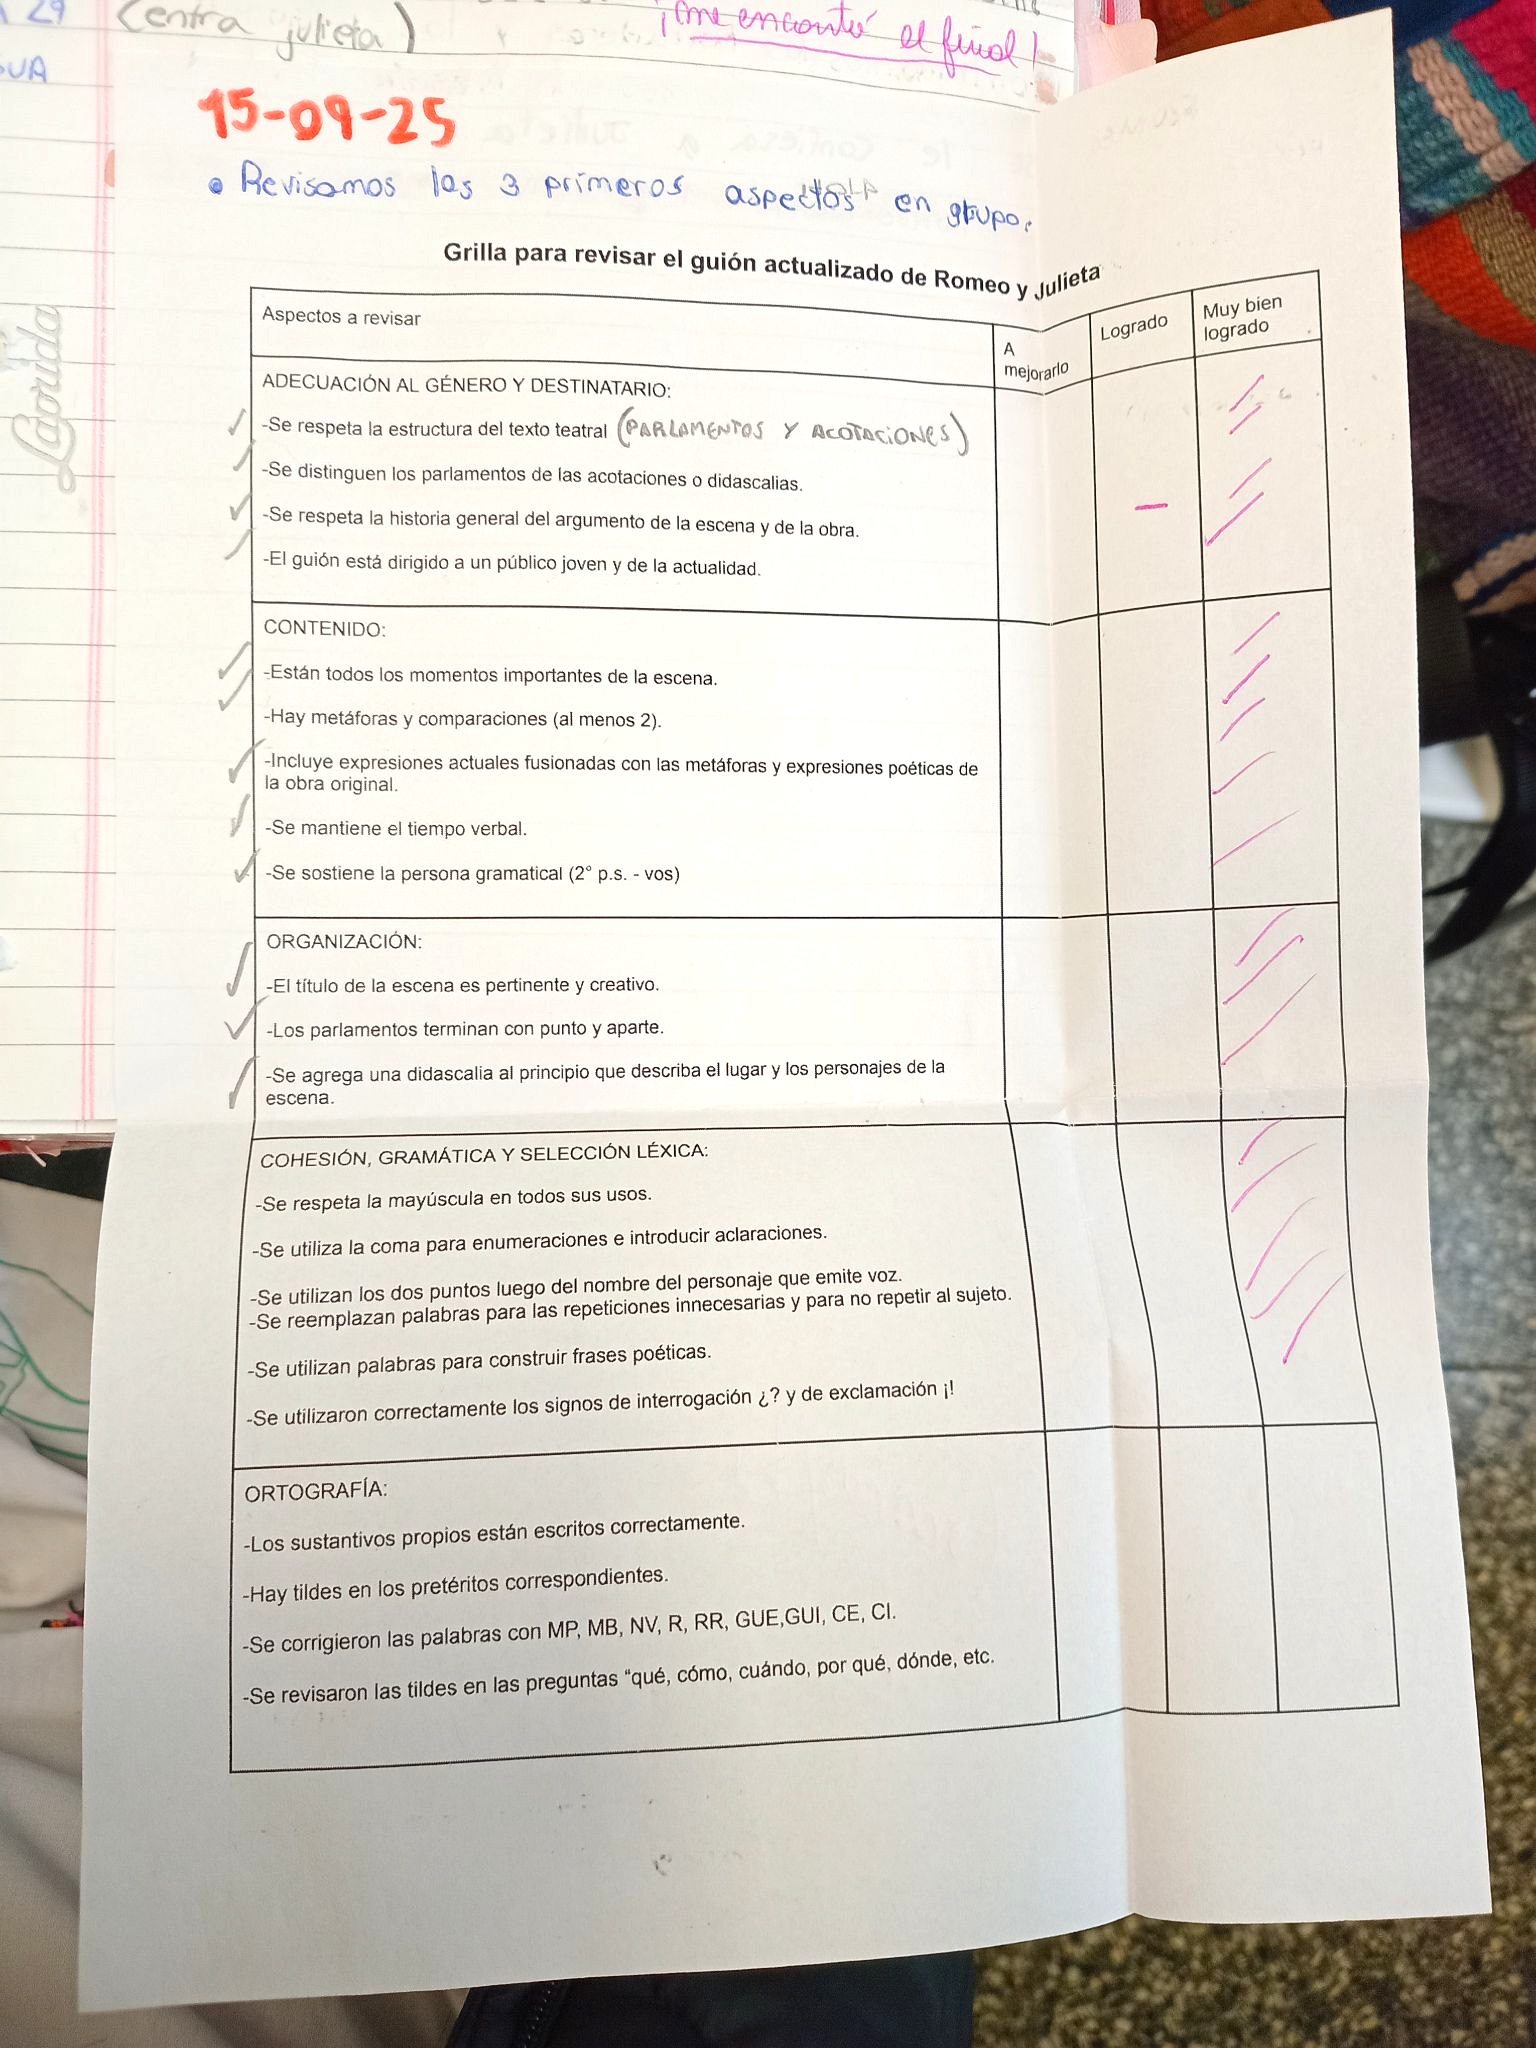 29
(entra julieta)
¡me encantó el final!
15-09-25
• Revisamos los 3 primeros aspectos en grupo.
Grilla para revisar el guión actualizado de Romeo y Julieta
Aspectos a revisar
A mejorarlo
Logrado
Muy bien logrado
ADECUACIÓN AL GÉNERO Y DESTINATARIO:
-Se respeta la estructura del texto teatral (PARLAMENTOS Y ACOTACIONES)
-Se distinguen los parlamentos de las acotaciones o didascalias.
-Se respeta la historia general del argumento de la escena y de la obra.
-El guión está dirigido a un público joven y de la actualidad.
CONTENIDO:
-Están todos los momentos importantes de la escena.
-Hay metáforas y comparaciones (al menos 2).
-Incluye expresiones actuales fusionadas con las metáforas y expresiones poéticas de
la obra original.
-Se mantiene el tiempo verbal.
-Se sostiene la persona gramatical (2° p.s. - vos)
ORGANIZACIÓN:
-El título de la escena es pertinente y creativo.
-Los parlamentos terminan con punto y aparte.
-Se agrega una didascalia al principio que describa el lugar y los personajes de la
escena.
COHESIÓN, GRAMÁTICA Y SELECCIÓN LÉXICA:
-Se respeta la mayúscula en todos sus usos.
-Se utiliza la coma para enumeraciones e introducir aclaraciones.
-Se utilizan los dos puntos luego del nombre del personaje que emite voz.
-Se reemplazan palabras para las repeticiones innecesarias y para no repetir al sujeto.
-Se utilizan palabras para construir frases poéticas.
-Se utilizaron correctamente los signos de interrogación ¿? y de exclamación ¡!
ORTOGRAFÍA:
-Los sustantivos propios están escritos correctamente.
-Hay tildes en los pretéritos correspondientes.
-Se corrigieron las palabras con MP, MB, NV, R, RR, GUE,GUI, CE, CI.
-Se revisaron las tildes en las preguntas “qué, cómo, cuándo, por qué, dónde, etc.